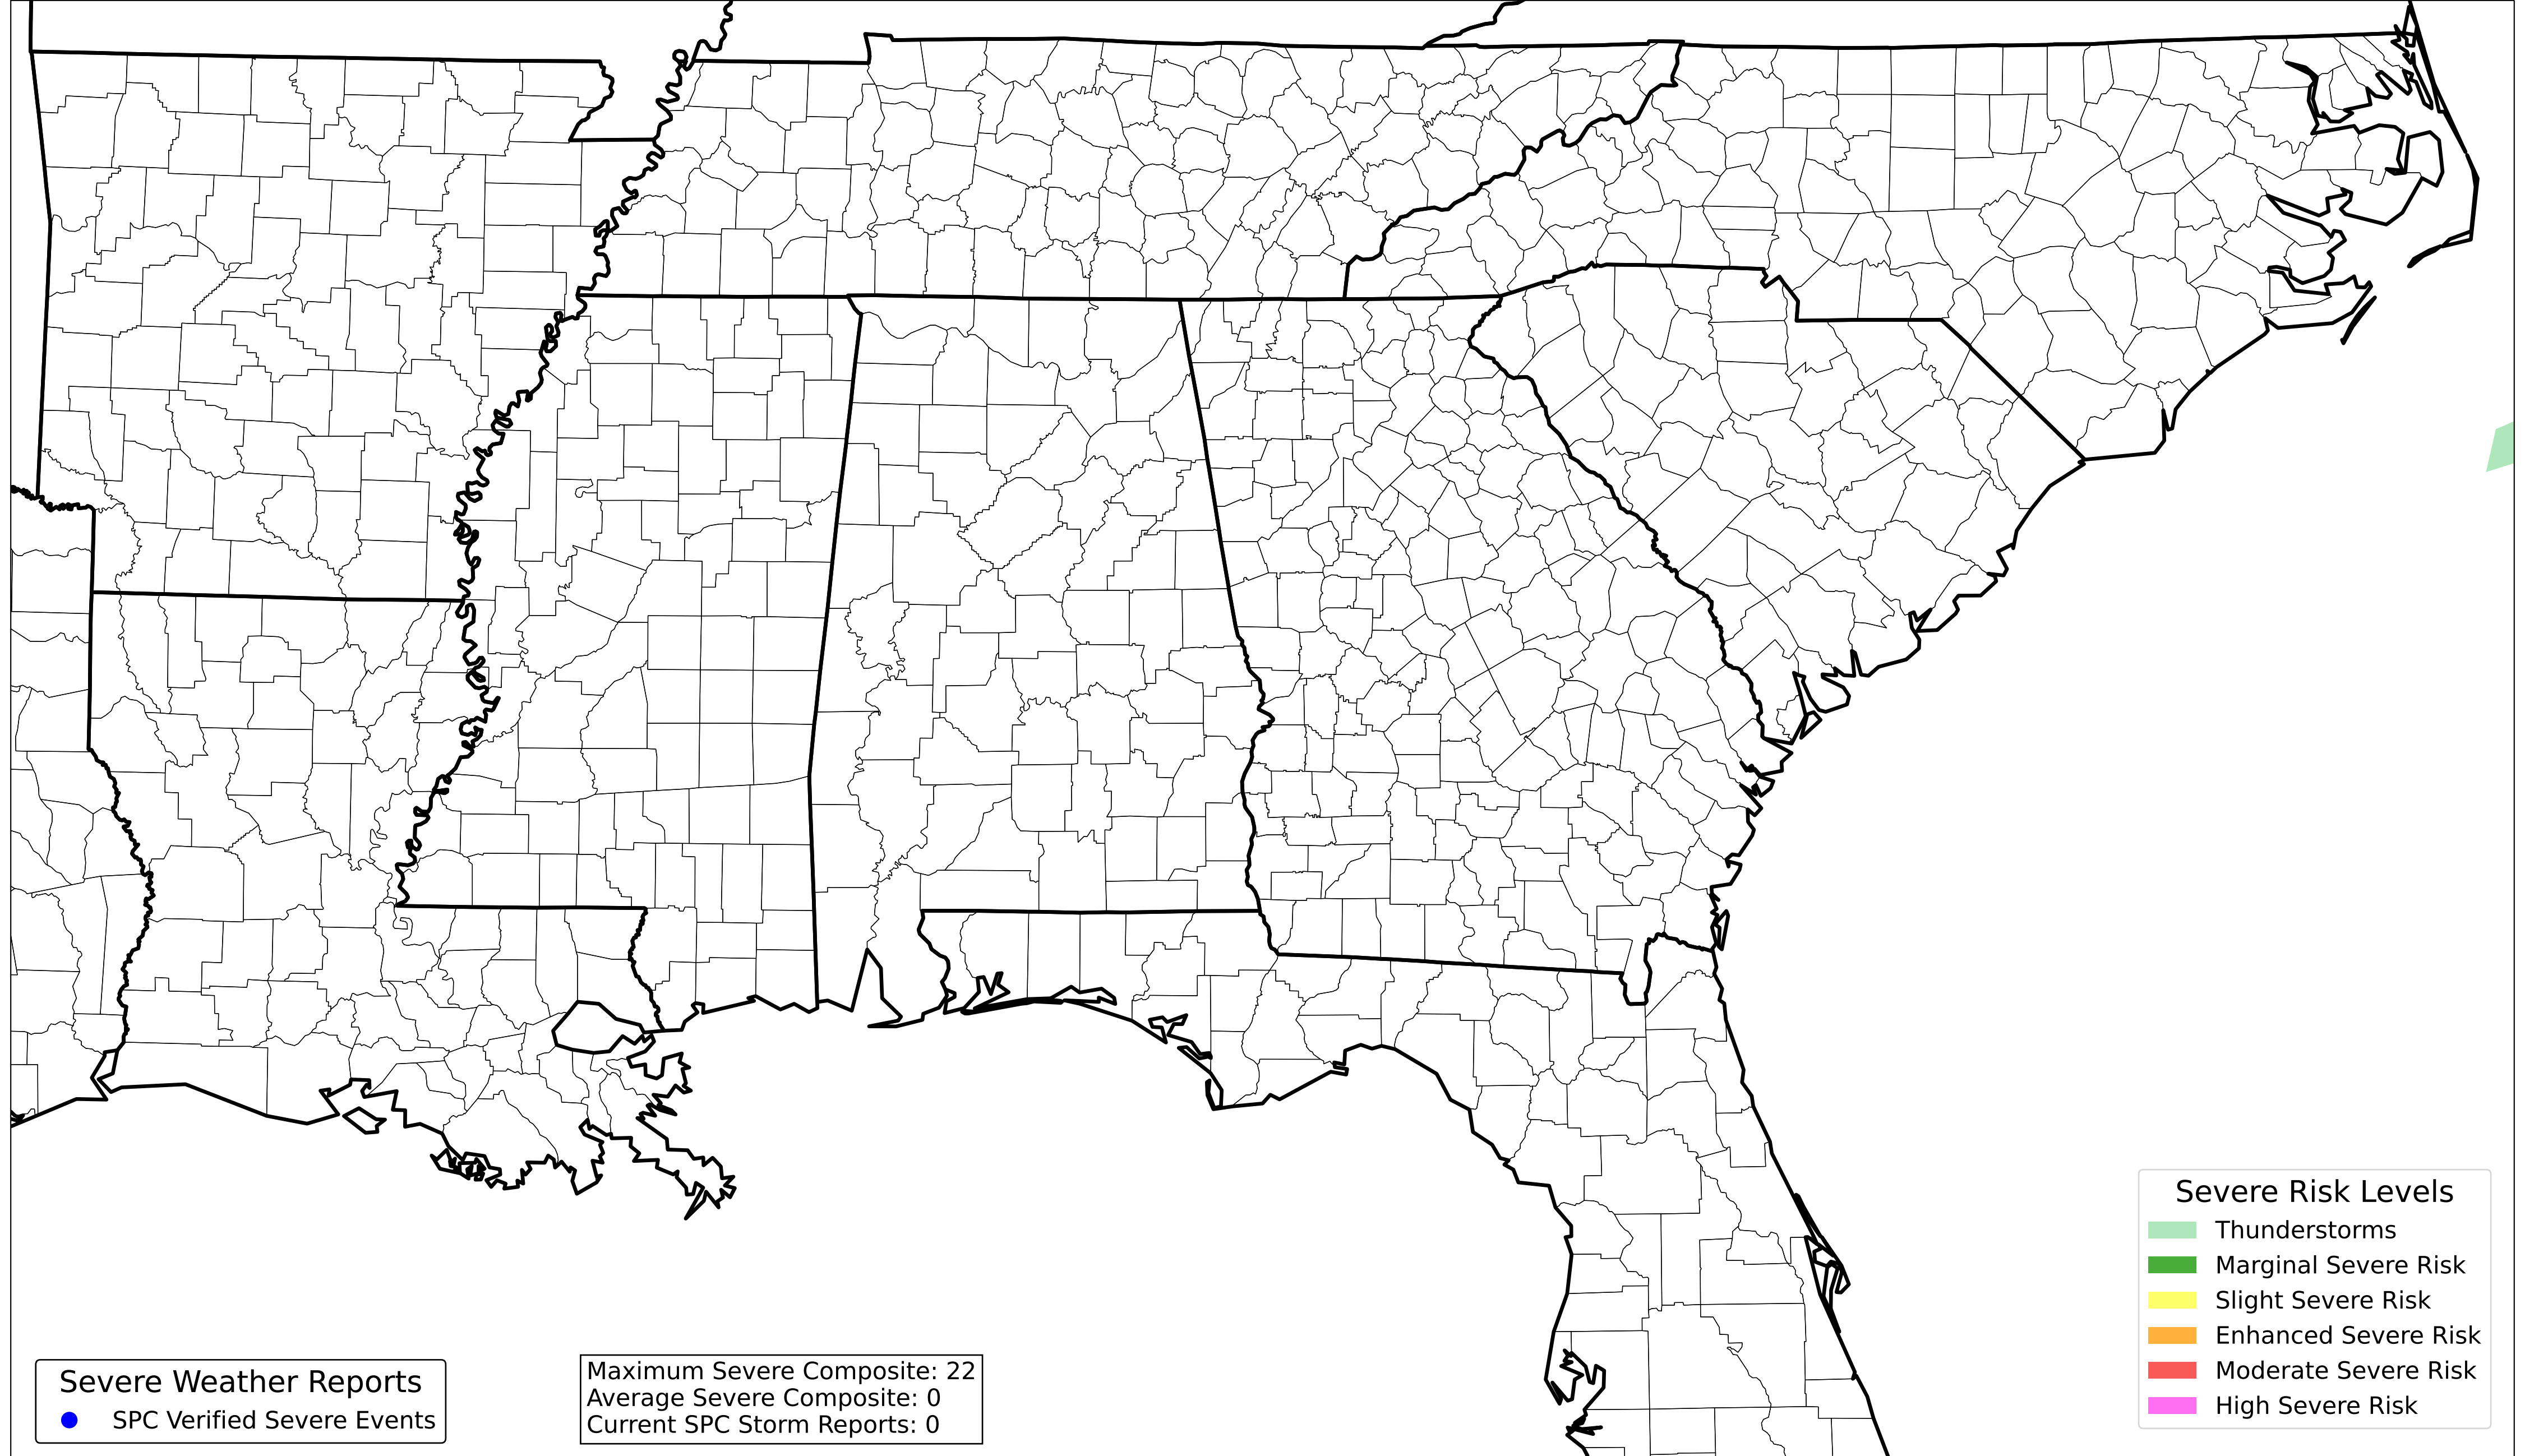 Severe Weather Reports
SPC Verified Severe Events
Maximum Severe Composite: 22
Average Severe Composite: 0
Current SPC Storm Reports: 0
Severe Risk Levels
Thunderstorms
Marginal Severe Risk
Slight Severe Risk
Enhanced Severe Risk
Moderate Severe Risk
High Severe Risk